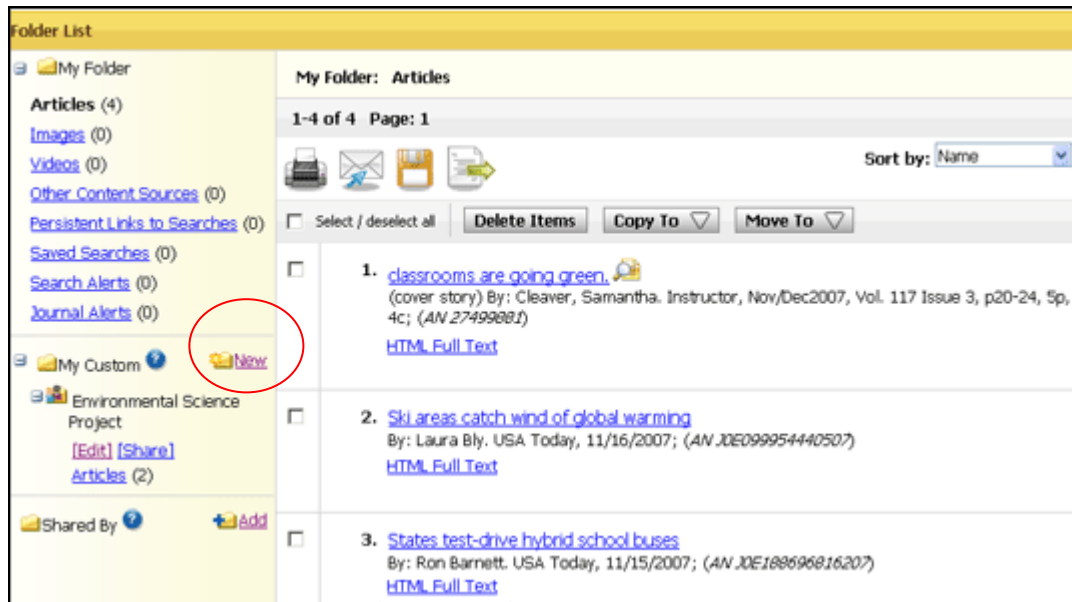 Folder List
My Folder
Articles (4)
Images (0)
Videos (0)
Other Content Sources (0)
Persistent Links to Searches (0)
Saved Searches (0)
Search Alerts (0)
Journal Alerts (0)
My Custom ? New
Environmental Science
Project
[Edit] [Share]
Articles (2)
Shared By ? Add
My Folder: Articles
1-4 of 4 Page: 1
Sort by: Name
Select / deselect all Delete Items Copy To Move To
1. classrooms are going green.
(cover story) By: Cleaver, Samantha. Instructor, Nov/Dec2007, Vol. 117 Issue 3, p20-24, 5p,
4c; (AN 27499881)
HTML Full Text
2. Ski areas catch wind of global warming
By: Laura Bly. USA Today, 11/16/2007; (AN J0E099954440507)
HTML Full Text
3. States test-drive hybrid school buses
By: Ron Barnett. USA Today, 11/15/2007; (AN J0E188696816207)
HTML Full Text